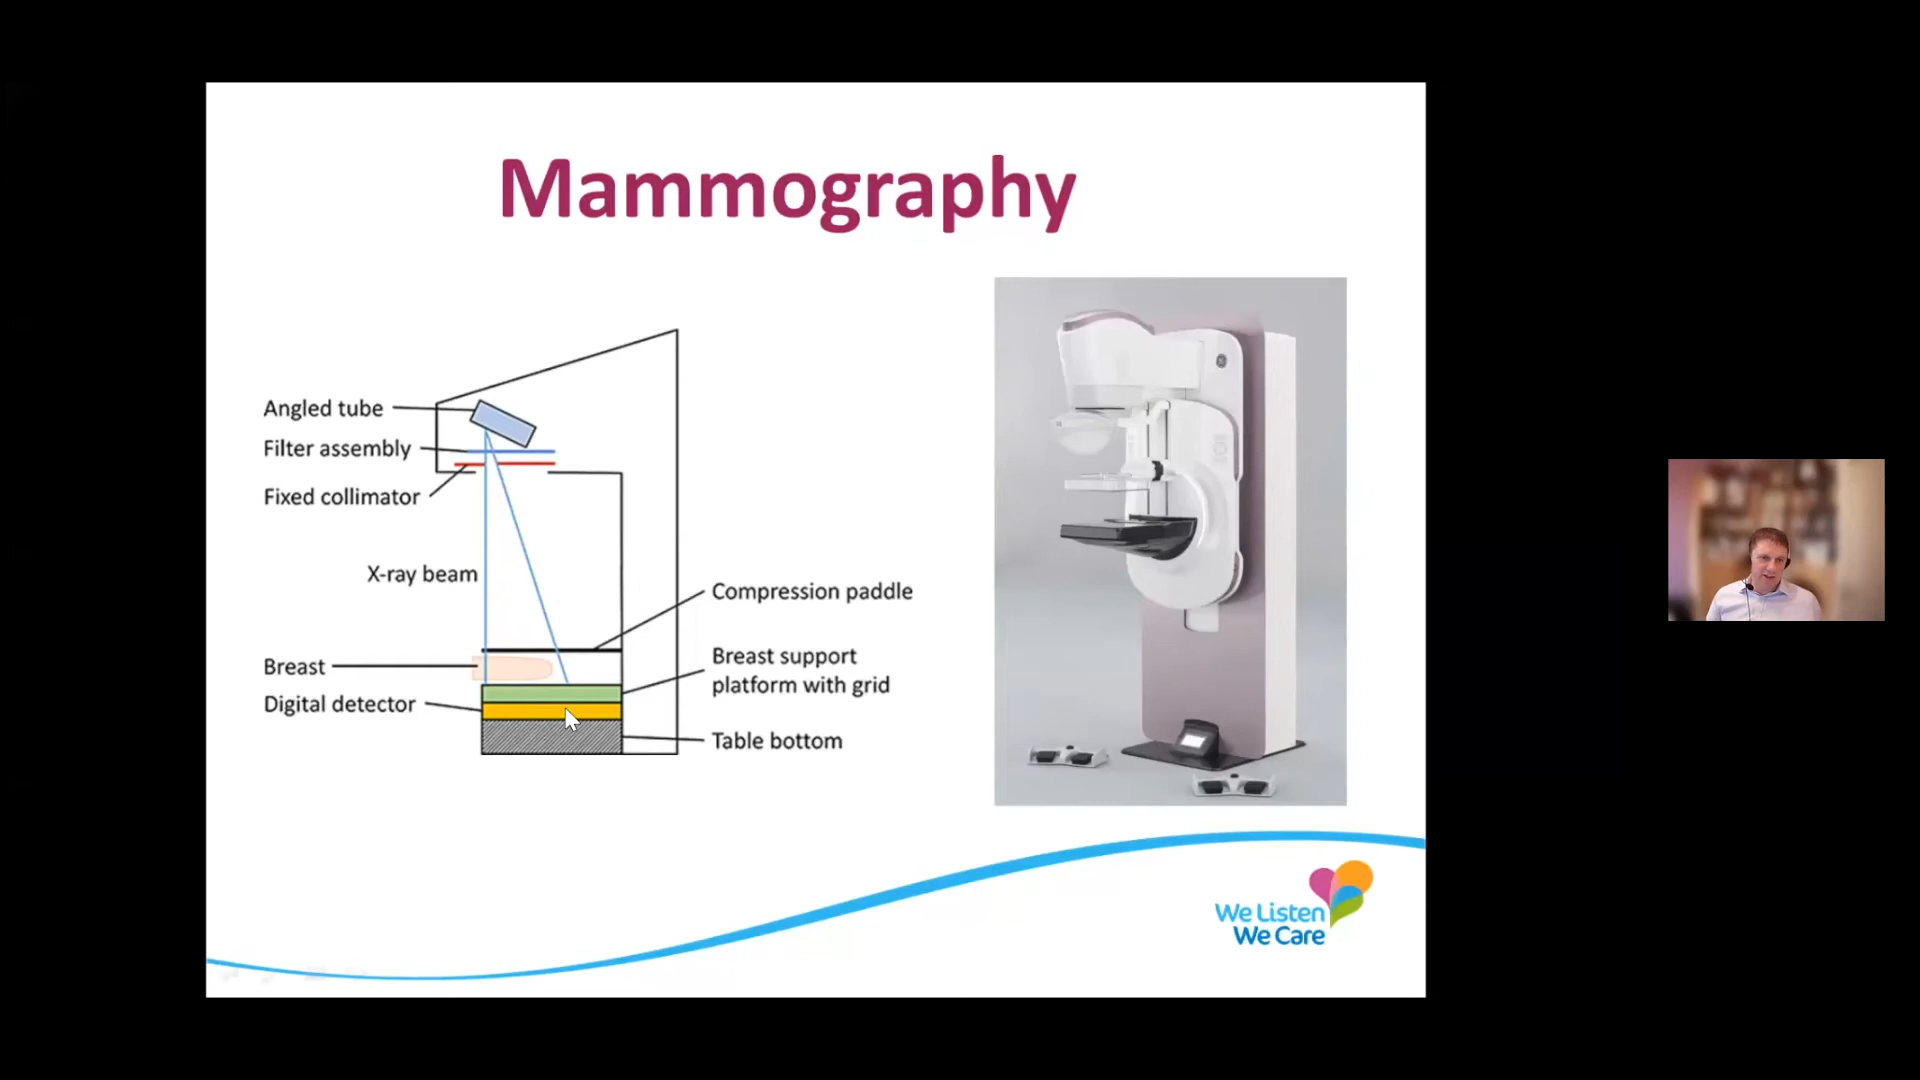 Mammography
Angled tube
Filter assembly
Fixed collimator
X-ray beam
Breast
Digital detector
Compression paddle
Breast support
platform with grid
Table bottom
We Listen
We Care